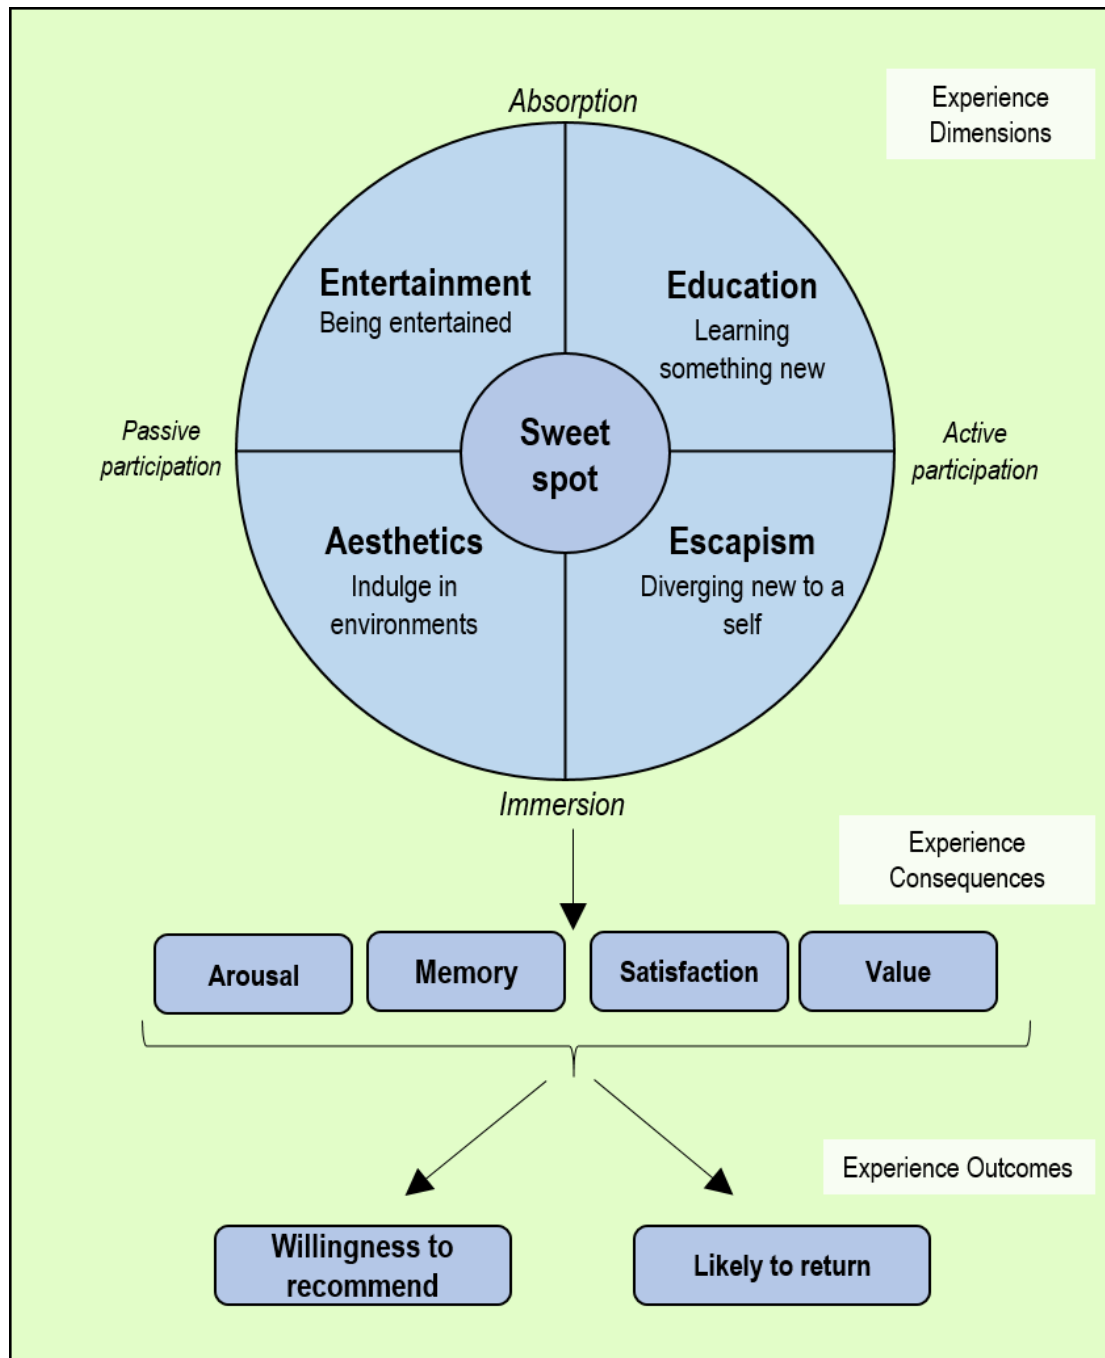 Absorption
Experience
Dimensions
Entertainment
Being entertained
Education
Learning
something new
Passive
participation
Sweet
spot
Active
participation
Aesthetics
Indulge in
environments
Escapism
Diverging new to a
self
Immersion
Experience
Consequences
Arousal
Memory
Satisfaction
Value
Experience Outcomes
Willingness to
recommend
Likely to return